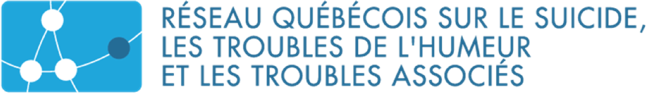 RÉSEAU QUÉBÉCOIS SUR LE SUICIDE,
LES TROUBLES DE L'HUMEUR
ET LES TROUBLES ASSOCIÉS